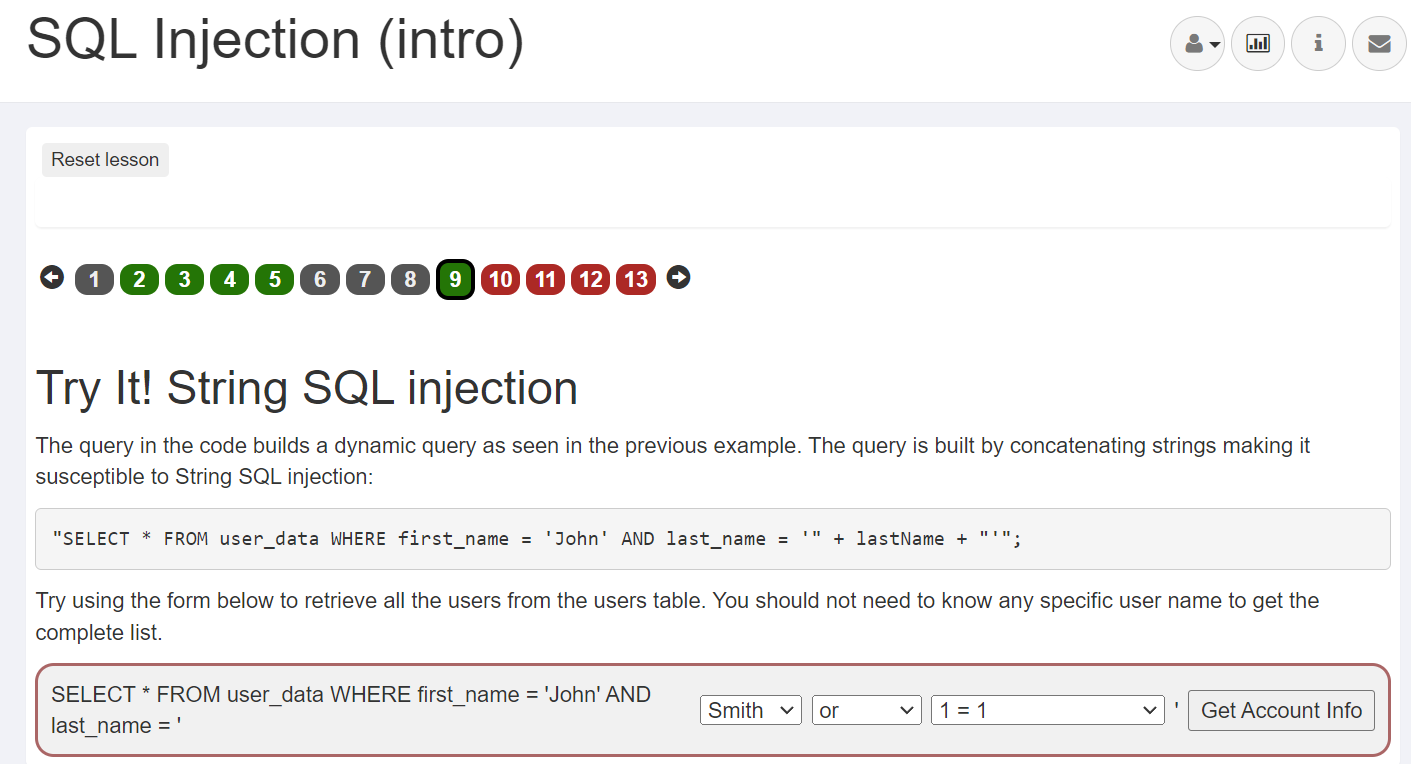 SQL Injection (intro)
Reset lesson
1 2 3 4 5 6 7 8 9 10 11 12 13
Try It! String SQL injection
The query in the code builds a dynamic query as seen in the previous example. The query is built by concatenating strings making it
susceptible to String SQL injection:
"SELECT * FROM user_data WHERE first_name = 'John' AND last_name = '" + lastName + "'";
Try using the form below to retrieve all the users from the users table. You should not need to know any specific user name to get the
complete list.
SELECT * FROM user_data WHERE first_name = 'John' AND
last_name = '
Smith or 1 = 1 ' Get Account Info